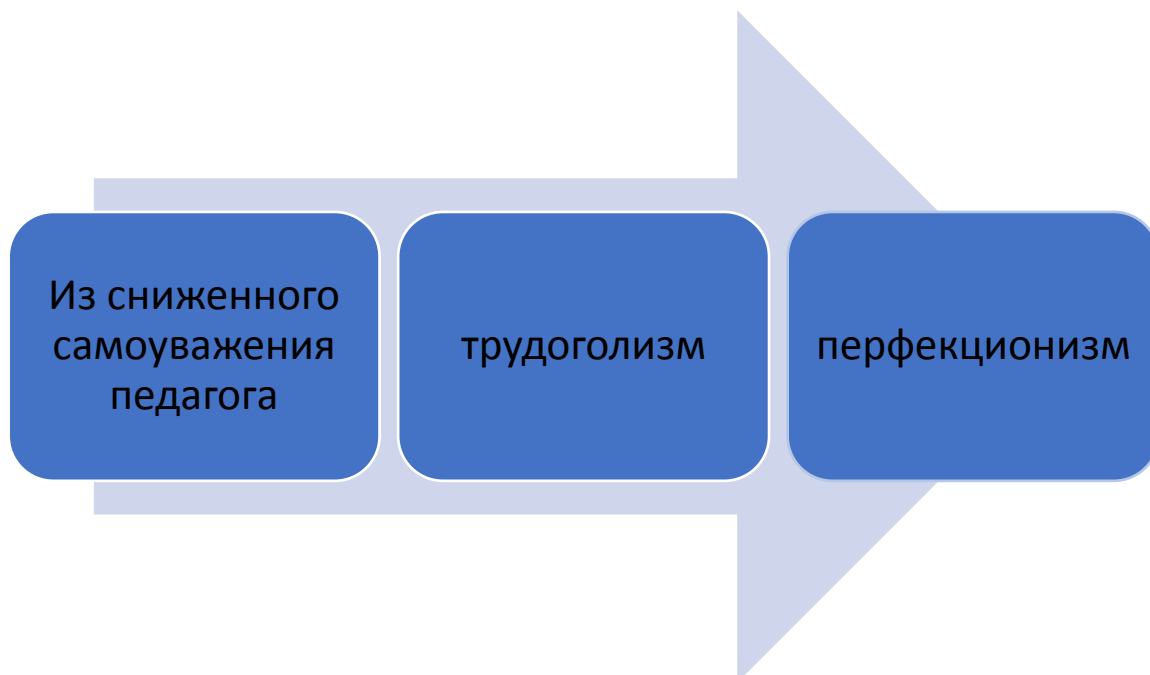 Из сниженного
самоуважения
педагога
трудоголизм
перфекционизм